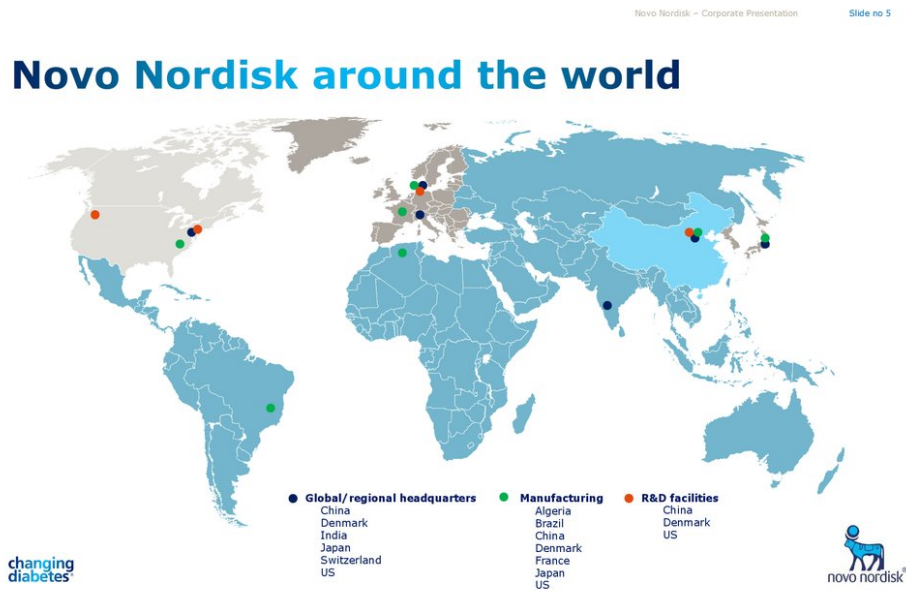 Novo Nordisk – Corporate Presentation Slide no 5
Novo Nordisk around the world
Global/regional headquarters
China
Denmark
India
Japan
Switzerland
US
Manufacturing
Algeria
Brazil
China
Denmark
France
Japan
US
R&D facilities
China
Denmark
US
changing
diabetes®
novo nordisk®